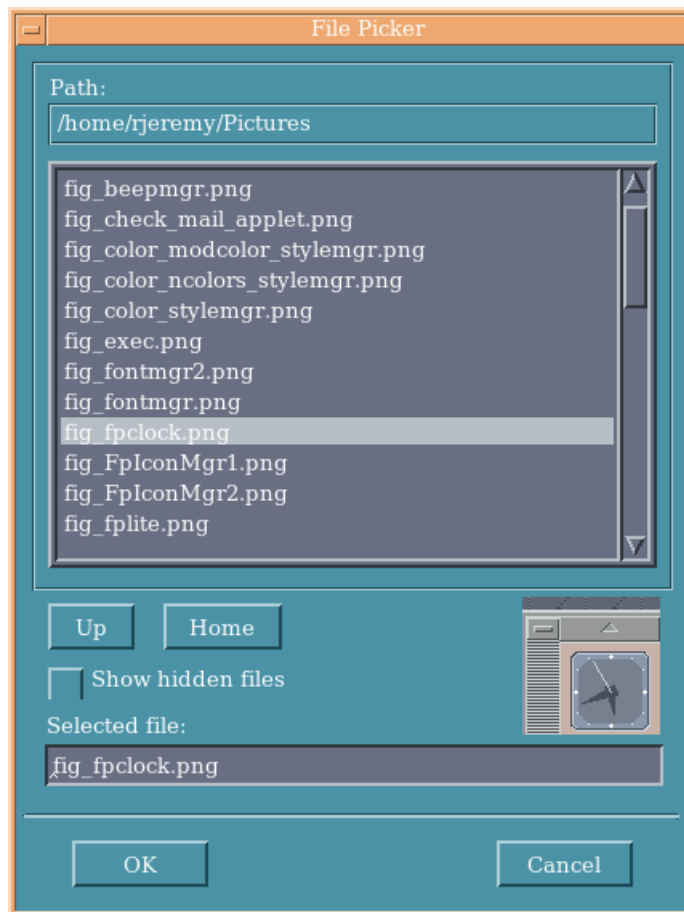 File Picker
Path:
/home/rjeremy/Pictures
fig_beepmgr.png
fig_check_mail_applet.png
fig_color_modcolor_stylemgr.png
fig_color_ncolors_stylemgr.png
fig_color_stylemgr.png
fig_exec.png
fig_fontmgr2.png
fig_fontmgr.png
fig_fpclock.png
fig_FpIconMgr1.png
fig_FpIconMgr2.png
fig_fplite.png
Up Home
Show hidden files
Selected file:
fig_fpclock.png
OK Cancel